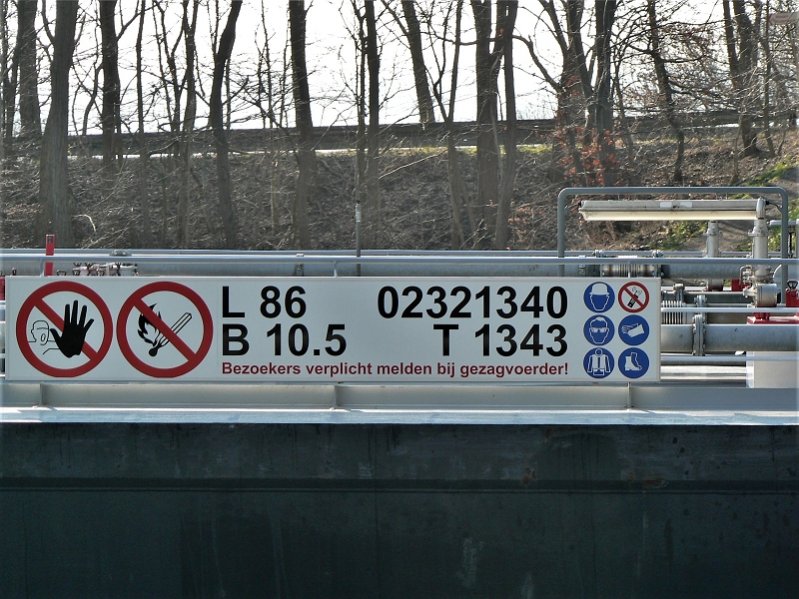 L 86 02321340
B 10.5 T 1343
Bezoekers verplicht melden bij gezagvoerder!